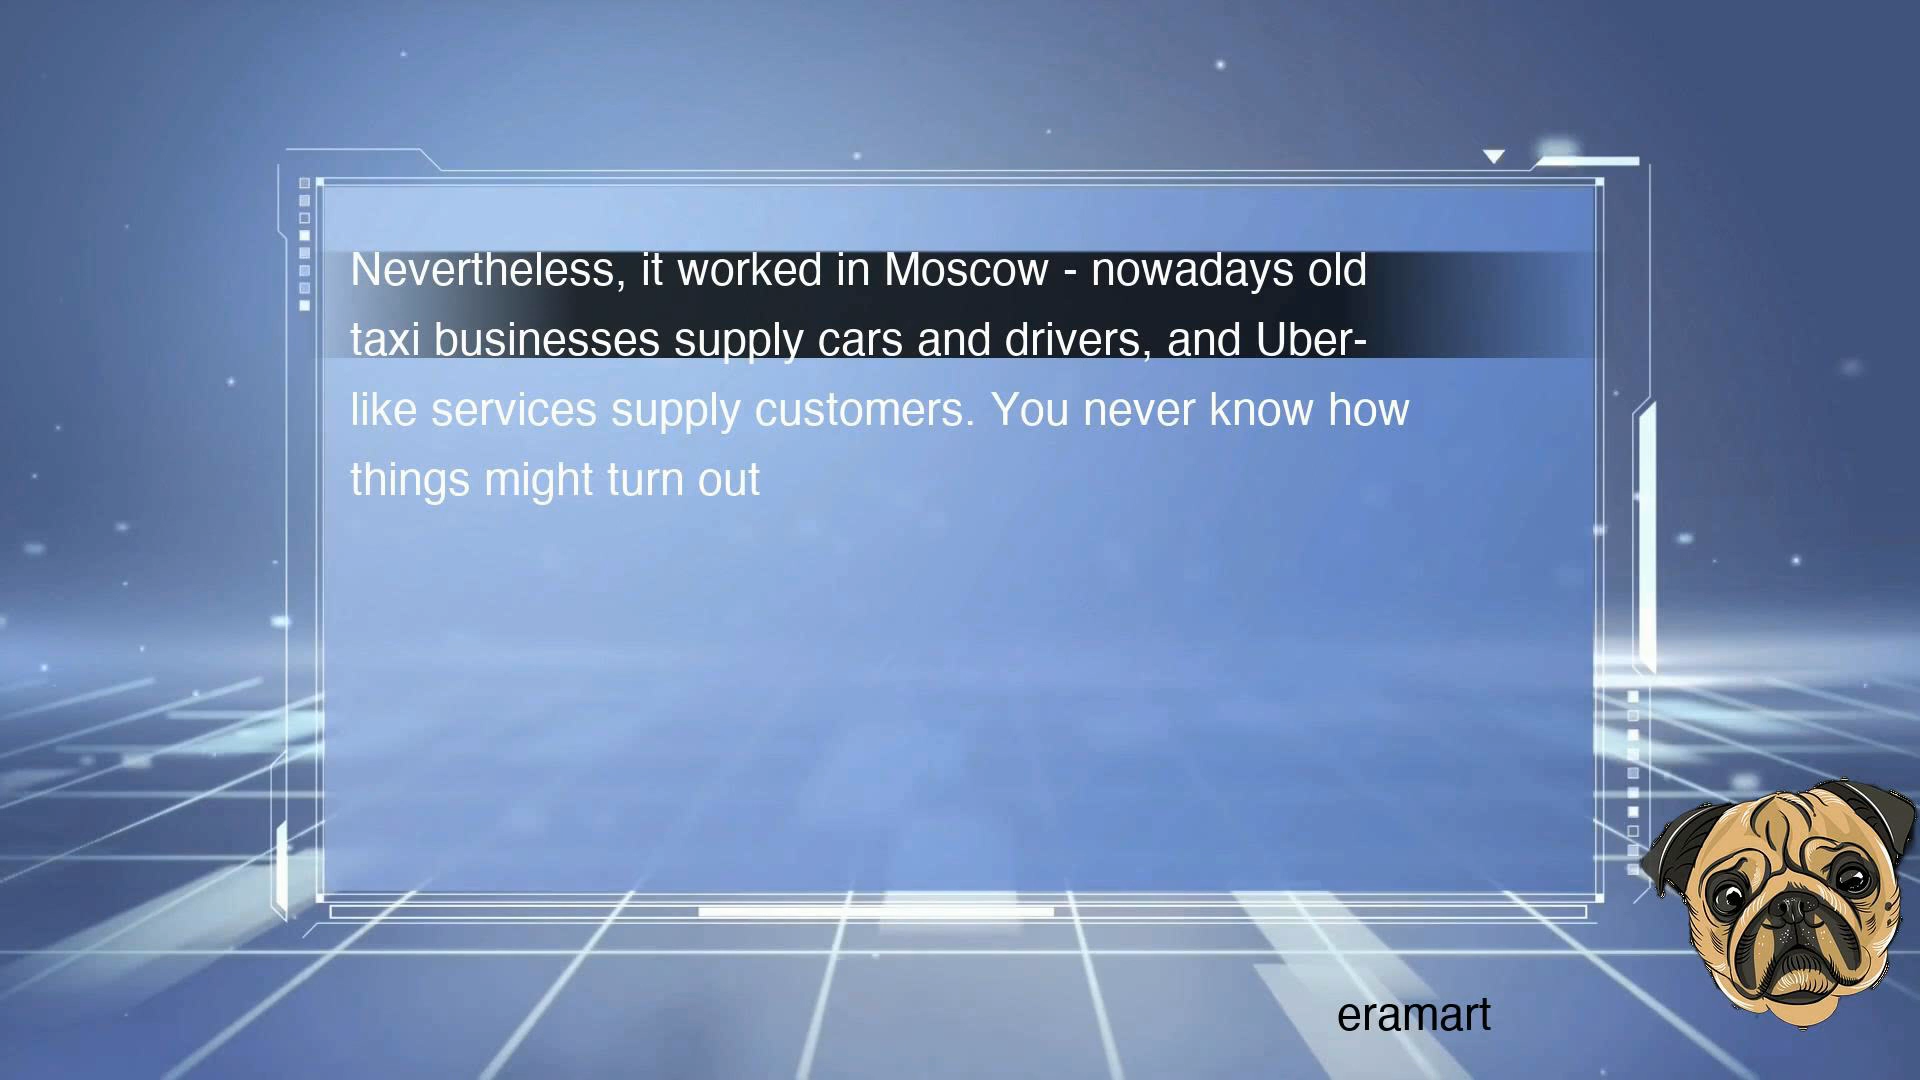 Nevertheless, it worked in Moscow - nowadays old
taxi businesses supply cars and drivers, and Uber-
like services supply customers. You never know how
things might turn out
eramart